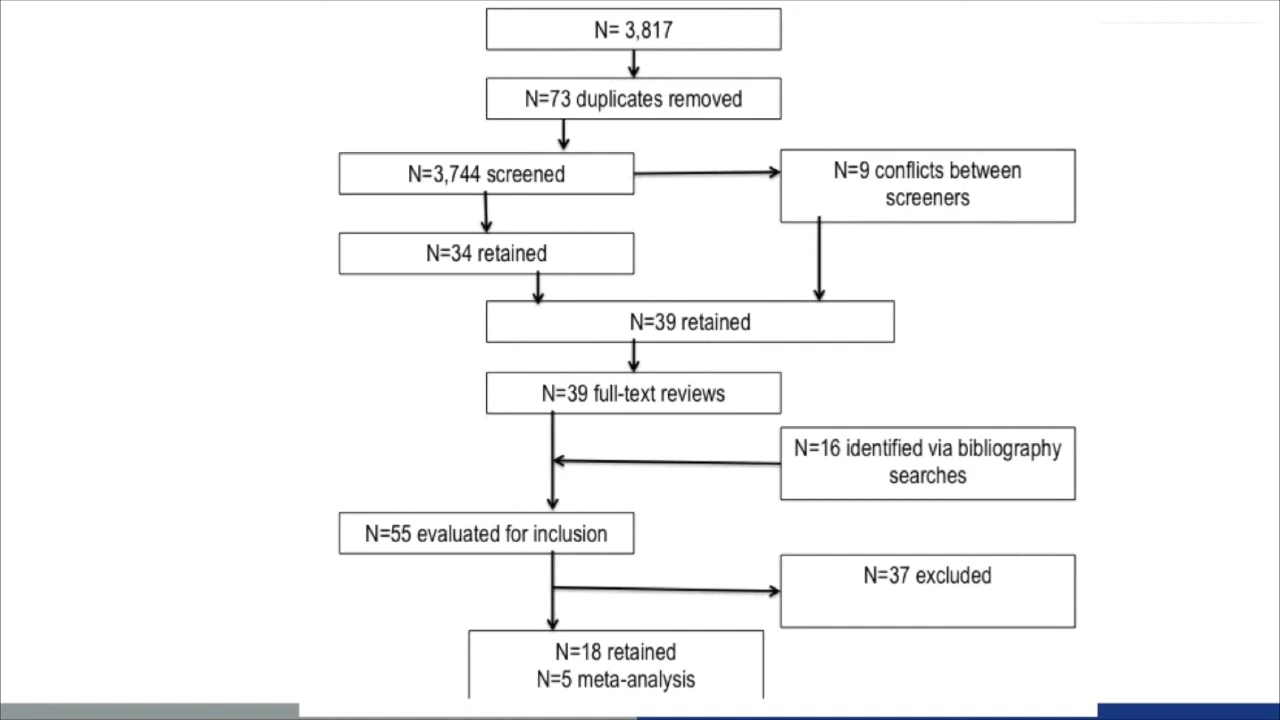 N= 3,817
N=73 duplicates removed
N=3,744 screened
N=9 conflicts between
screeners
N=34 retained
N=39 retained
N=39 full-text reviews
N=16 identified via bibliography
searches
N=55 evaluated for inclusion
N=37 excluded
N=18 retained
N=5 meta-analysis